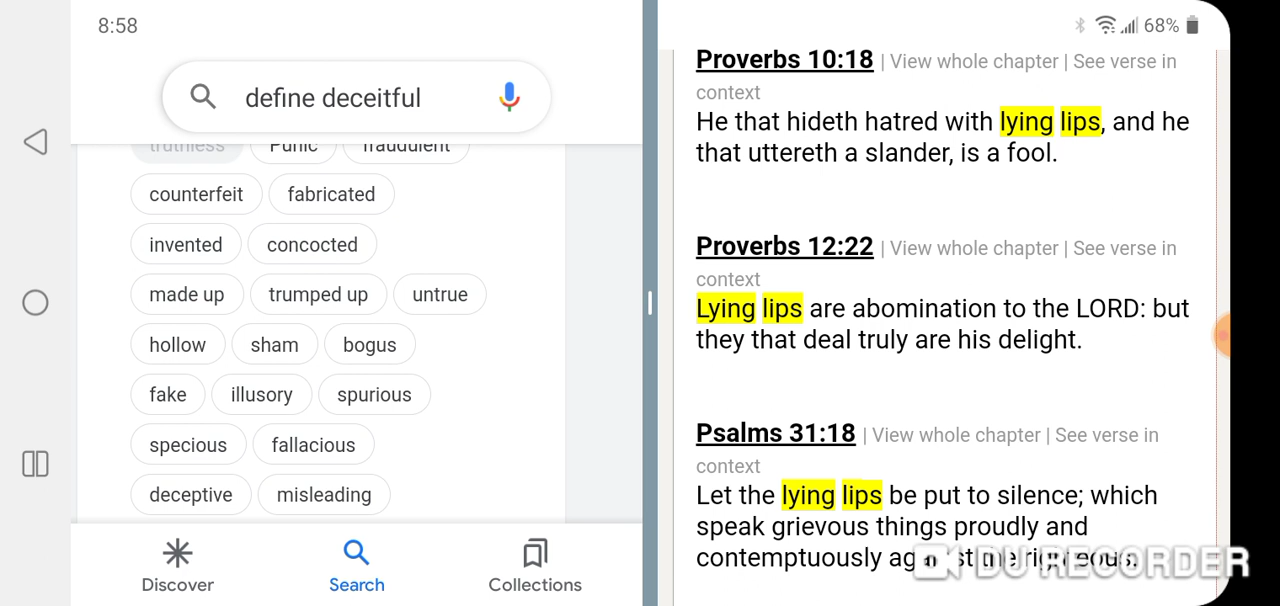 8:58
define deceitful
truthless Punic fraudulent
counterfeit fabricated
invented concocted
made up trumped up untrue
hollow sham bogus
fake illusory spurious
specious fallacious
deceptive misleading
Discover Search Collections
68%
Proverbs 10:18 | View whole chapter | See verse in
context
He that hideth hatred with lying lips, and he
that uttereth a slander, is a fool.
Proverbs 12:22 | View whole chapter | See verse in
context
Lying lips are abomination to the LORD: but
they that deal truly are his delight.
Psalms 31:18 | View whole chapter | See verse in
context
Let the lying lips be put to silence; which
speak grievous things proudly and
contemptuously against the righteous.
DU RECORDER